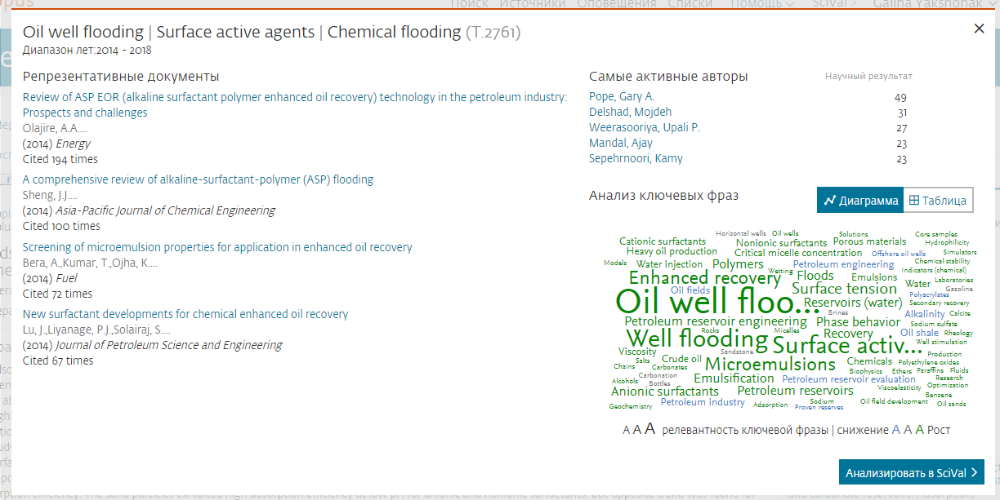 Поиск Источники Оповещения Списки Помощь SciVal Galina Yakshonak
Oil well flooding | Surface active agents | Chemical flooding (T.2761)
Диапазон лет:2014 - 2018
Репрезентативные документы
Review of ASP EOR (alkaline surfactant polymer enhanced oil recovery) technology in the petroleum industry:
Prospects and challenges
Olajire, A.A....
(2014) Energy
Cited 194 times
A comprehensive review of alkaline-surfactant-polymer (ASP) flooding
Sheng, J.J....
(2014) Asia-Pacific Journal of Chemical Engineering
Cited 100 times
Screening of microemulsion properties for application in enhanced oil recovery
Bera, A.,Kumar, T.,Ojha, K....
(2014) Fuel
Cited 72 times
New surfactant developments for chemical enhanced oil recovery
Lu, J.,Liyanage, P.J.,Solairaj, S....
(2014) Journal of Petroleum Science and Engineering
Cited 67 times
Самые активные авторы Научный результат
Pope, Gary A. 49
Delshad, Mojdeh 31
Weerasooriya, Upali P. 27
Mandal, Ajay 23
Sepehrnoori, Kamy 23
Анализ ключевых фраз
Диаграмма Таблица
Horizontal wells Oil wells Solutions Core samples
Cationic surfactants Nonionic surfactants Porous materials Hydrophilicity
Heavy oil production Critical micelle concentration Offshore oil wells Simulators
Models Water injection Polymers Petroleum engineering Chemical stability
Wetting Indicators (chemical)
Enhanced recovery Floods Emulsions Water Laboratories
Oil fields Surface tension Gasoline
Polyacrylates
Oil well floo... Reservoirs (water) Secondary recovery
Brines Alkalinity Calcite
Petroleum reservoir engineering Phase behavior Sodium sulfate
Rocks Micelles Recovery Oil shale Rheology
Well flooding Surface activ... Well stimulation
Viscosity Sandstone Production
Salts Crude oil Microemulsions Chemicals Polyethylene oxides
Chains Carbonates Biophysics Ethers Paraffins Fluids
Carbonation Emulsification Petroleum reservoir evaluation Research
Alcohols Bottles Viscoelasticity Optimization
Anionic surfactants Petroleum reservoirs Benzene
Geochemistry Petroleum industry Adsorption Sodium Oil field development Oil sands
Proven reserves
A A A релевантность ключевой фразы | снижение A A A Рост
Анализировать в SciVal